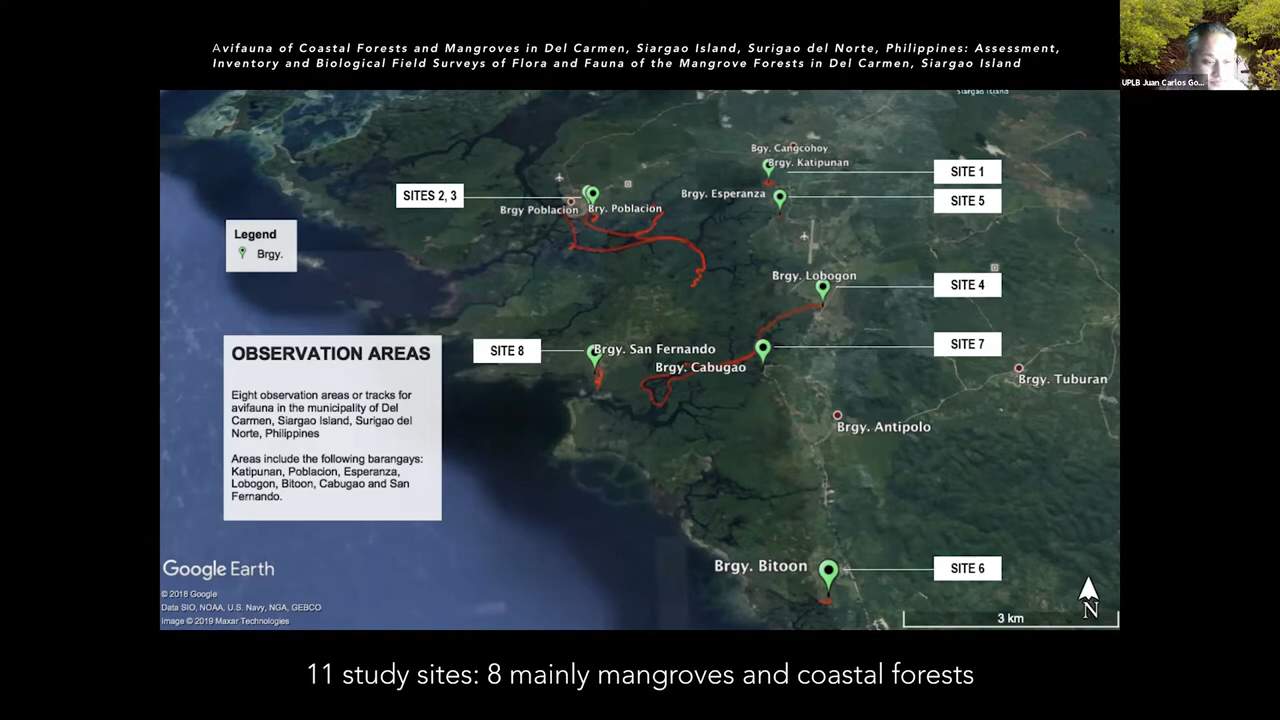 Avifauna of Coastal Forests and Mangroves in Del Carmen, Siargao Island, Surigao del Norte, Philippines: Assessment,
Inventory and Biological Field Surveys of Flora and Fauna of the Mangrove Forests in Del Carmen, Siargao Island
UPLB Juan Carlos Go...
Siargao Island
Bgy. Cangcohoy
Brgy. Katipunan
SITE 1
SITES 2, 3
Brgy. Esperanza
SITE 5
Brgy Poblacion
Bry. Poblacion
Legend
Brgy.
Brgy. Lobogon
SITE 4
SITE 8
Brgy. San Fernando
SITE 7
Brgy. Cabugao
Brgy. Tuburan
Brgy. Antipolo
OBSERVATION AREAS
Eight observation areas or tracks for
avifauna in the municipality of Del
Carmen, Siargao Island, Surigao del
Norte, Philippines
Areas include the following barangays:
Katipunan, Poblacion, Esperanza,
Lobogon, Bitoon, Cabugao and San
Fernando.
Brgy. Bitoon
SITE 6
Google Earth
© 2018 Google
Data SIO, NOAA, U.S. Navy, NGA, GEBCO
Image © 2019 Maxar Technologies
N
3 km
11 study sites: 8 mainly mangroves and coastal forests